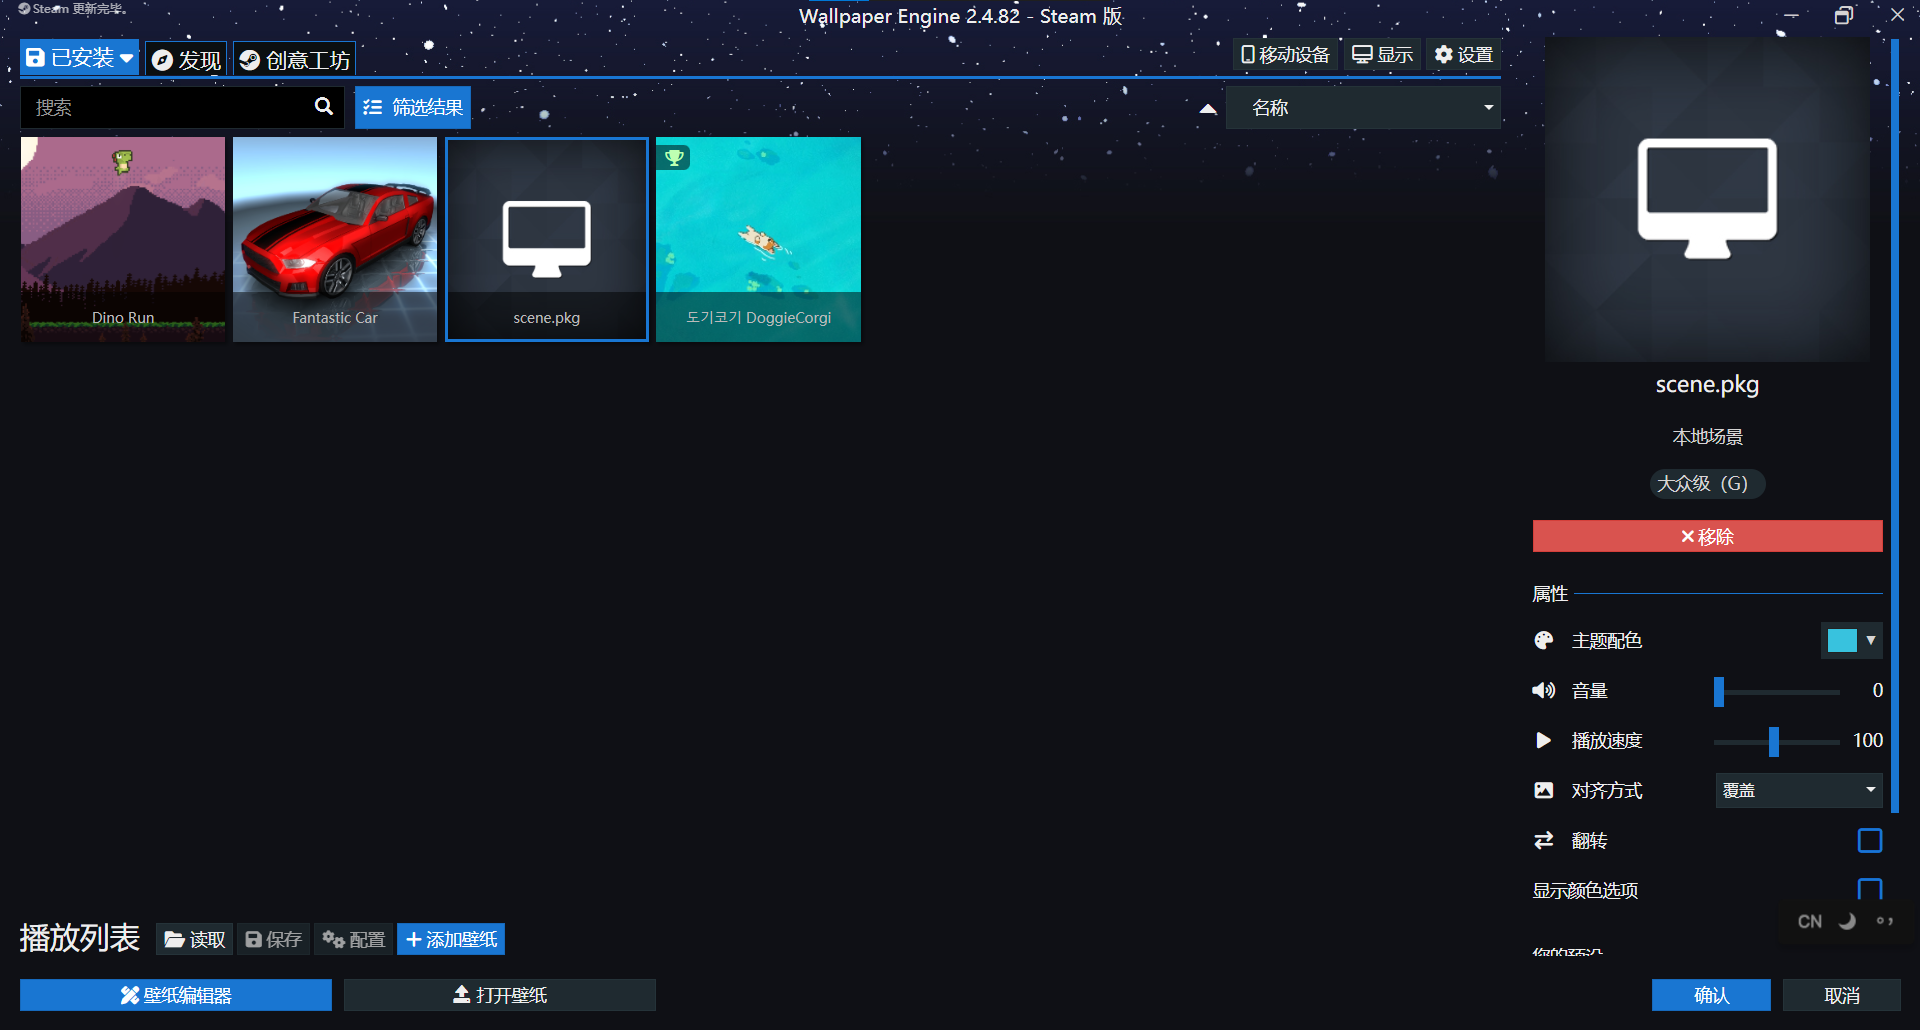 Steam 更新完毕。
Wallpaper Engine 2.4.82 - Steam 版
已安装
发现
创意工坊
移动设备
显示
设置
搜索
筛选结果
名称
Dino Run
Fantastic Car
scene.pkg
도기코기 DoggieCorgi
scene.pkg
本地场景
大众级（G）
移除
属性
主题配色
音量
0
播放速度
100
对齐方式
覆盖
翻转
显示颜色选项
CN
你的预设
播放列表
读取
保存
配置
添加壁纸
壁纸编辑器
打开壁纸
确认
取消